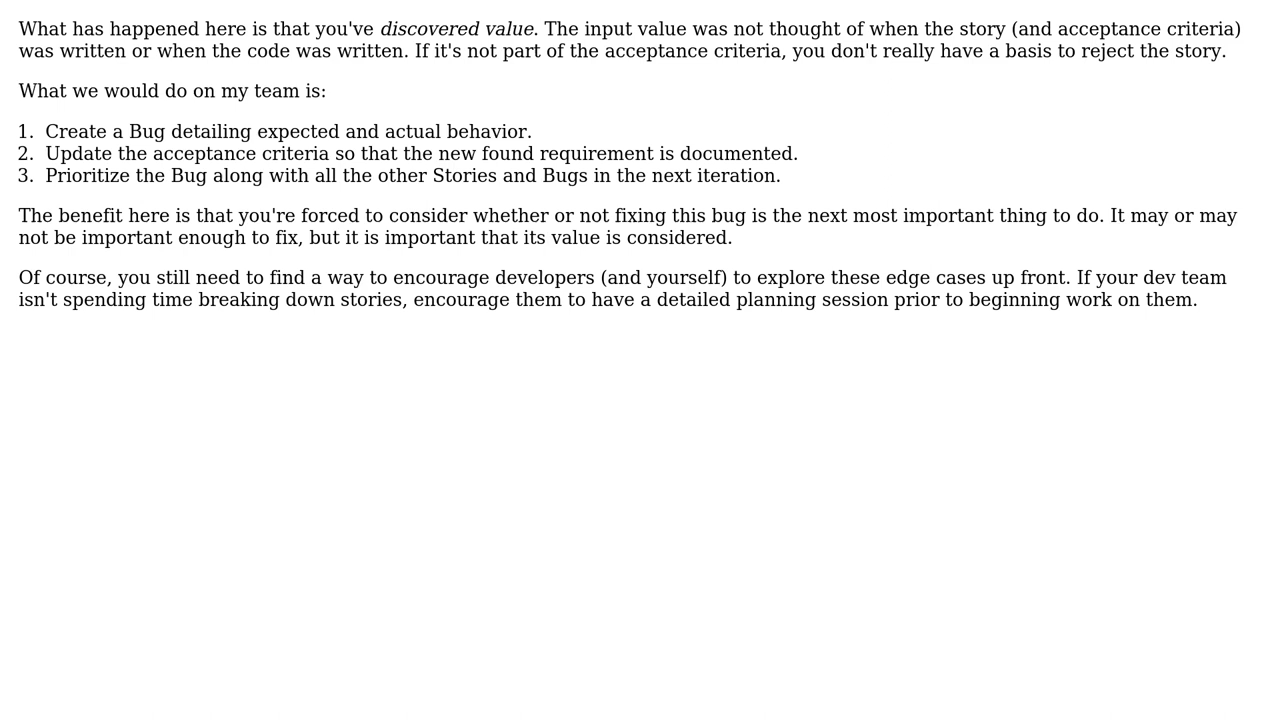 What has happened here is that you've discovered value. The input value was not thought of when the story (and acceptance criteria)
was written or when the code was written. If it's not part of the acceptance criteria, you don't really have a basis to reject the story.
What we would do on my team is:
1. Create a Bug detailing expected and actual behavior.
2. Update the acceptance criteria so that the new found requirement is documented.
3. Prioritize the Bug along with all the other Stories and Bugs in the next iteration.
The benefit here is that you're forced to consider whether or not fixing this bug is the next most important thing to do. It may or may
not be important enough to fix, but it is important that its value is considered.
Of course, you still need to find a way to encourage developers (and yourself) to explore these edge cases up front. If your dev team
isn't spending time breaking down stories, encourage them to have a detailed planning session prior to beginning work on them.